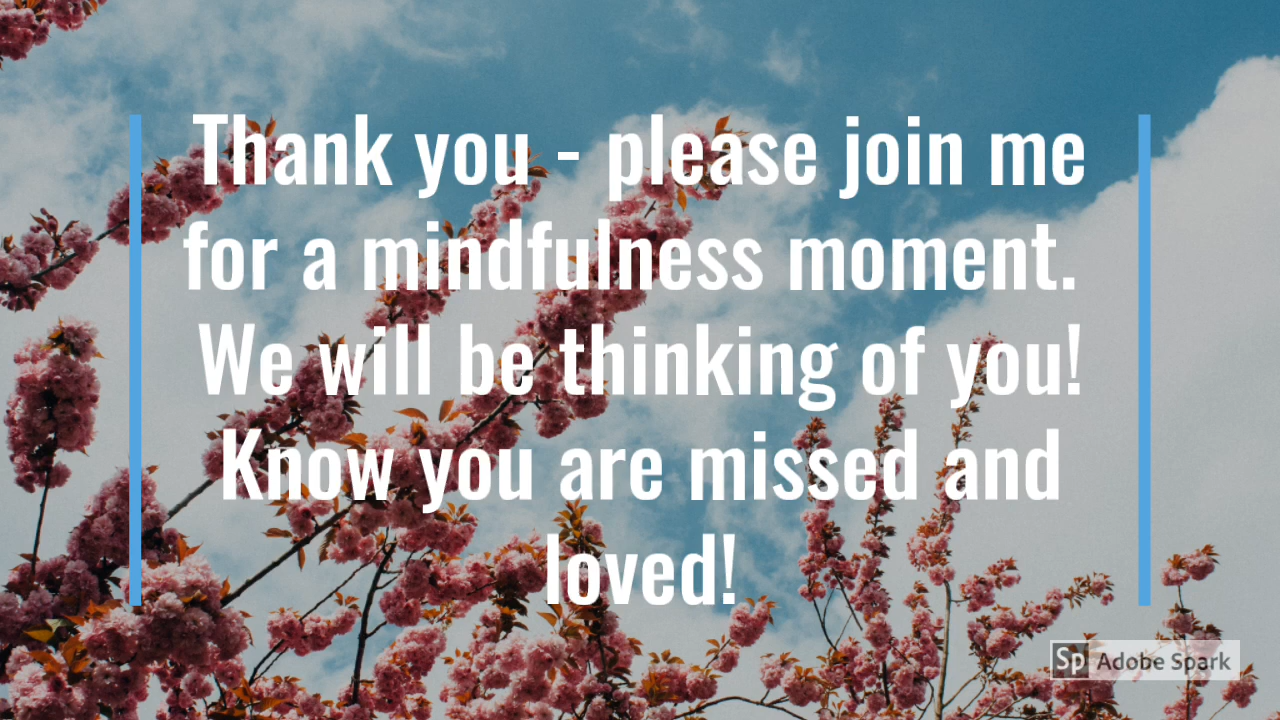 Thank you - please join me
for a mindfulness moment.
We will be thinking of you!
Know you are missed and
loved!
Sp Adobe Spark